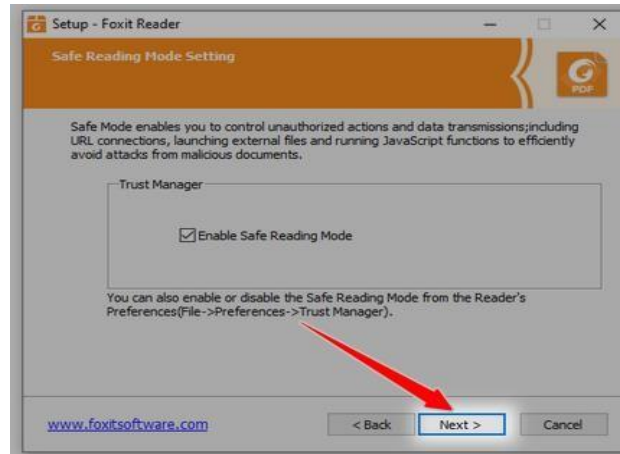 Setup - Foxit Reader
Safe Reading Mode Setting
PDF
Safe Mode enables you to control unauthorized actions and data transmissions;including
URL connections, launching external files and running JavaScript functions to efficiently
avoid attacks from malicious documents.
Trust Manager
Enable Safe Reading Mode
You can also enable or disable the Safe Reading Mode from the Reader's
Preferences(File->Preferences->Trust Manager).
www.foxitsoftware.com
< Back
Next >
Cancel